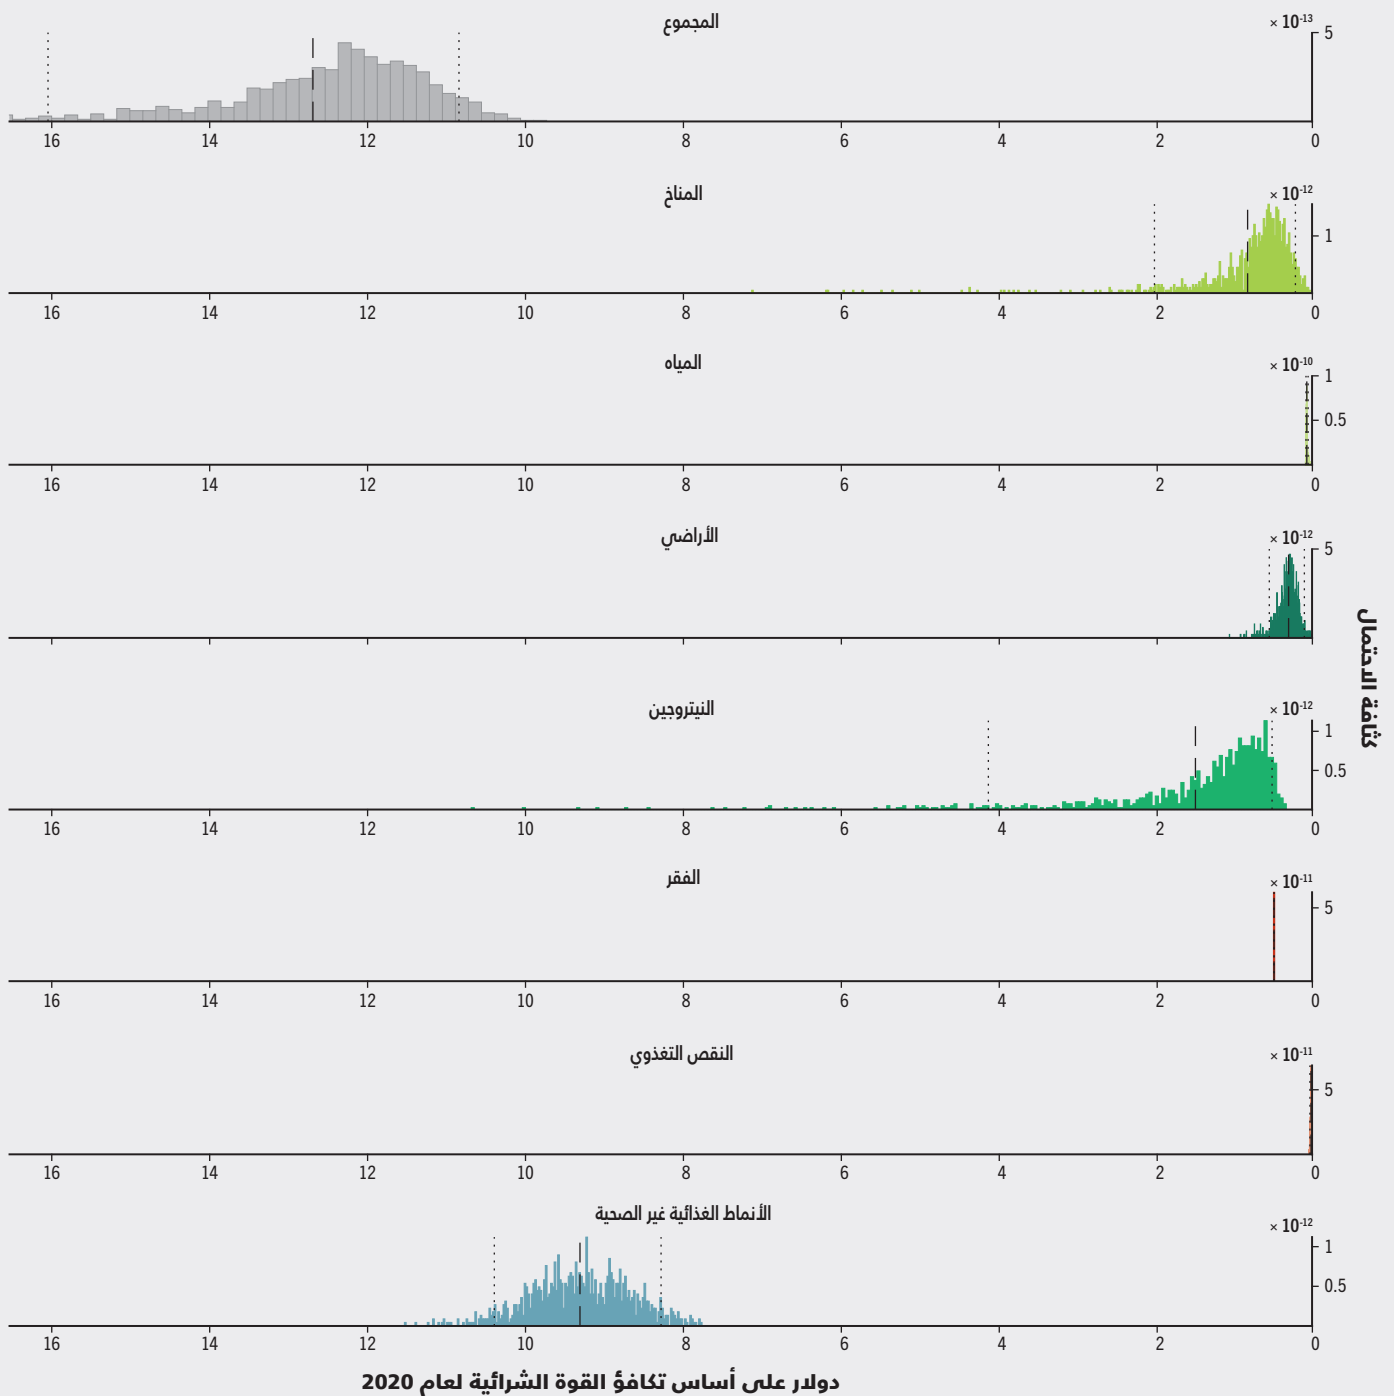 المجموع
× 10-13
5
16 14 12 10 8 6 4 2 0
المناخ
× 10-12
1
16 14 12 10 8 6 4 2 0
المياه
× 10-10
1
0.5
16 14 12 10 8 6 4 2 0
الأراضي
× 10-12
5
كثافة الاحتمال
النيتروجين
× 10-12
1
0.5
16 14 12 10 8 6 4 2 0
الفقر
× 10-11
5
16 14 12 10 8 6 4 2 0
النقص التغذوي
× 10-11
5
16 14 12 10 8 6 4 2 0
الأنماط الغذائية غير الصحية
× 10-12
1
0.5
16 14 12 10 8 6 4 2 0
دولار على أساس تكافؤ القوة الشرائية لعام 2020